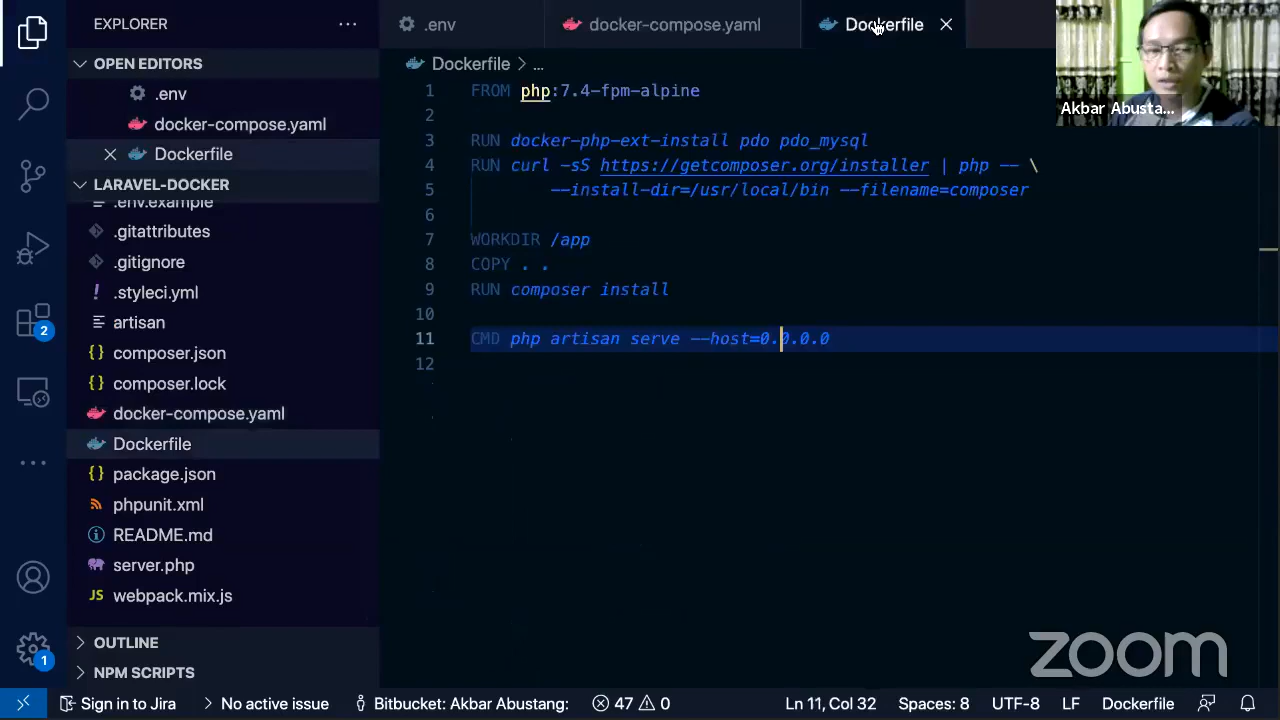 EXPLORER
.env
docker-compose.yaml
Dockerfile
Akbar Abusta...
OPEN EDITORS
.env
docker-compose.yaml
Dockerfile
LARAVEL-DOCKER
.env.example
.gitattributes
.gitignore
.styleci.yml
artisan
composer.json
composer.lock
docker-compose.yaml
Dockerfile
package.json
phpunit.xml
README.md
server.php
webpack.mix.js
OUTLINE
NPM SCRIPTS
2
1
Dockerfile > ...
1 FROM php:7.4-fpm-alpine
2
3 RUN docker-php-ext-install pdo pdo_mysql
4 RUN curl -sS https://getcomposer.org/installer | php -- \
5 --install-dir=/usr/local/bin --filename=composer
6
7 WORKDIR /app
8 COPY . .
9 RUN composer install
10
11 CMD php artisan serve --host=0.0.0.0
12
zoom
Sign in to Jira
No active issue
Bitbucket: Akbar Abustang:
47 0
Ln 11, Col 32
Spaces: 8
UTF-8
LF
Dockerfile